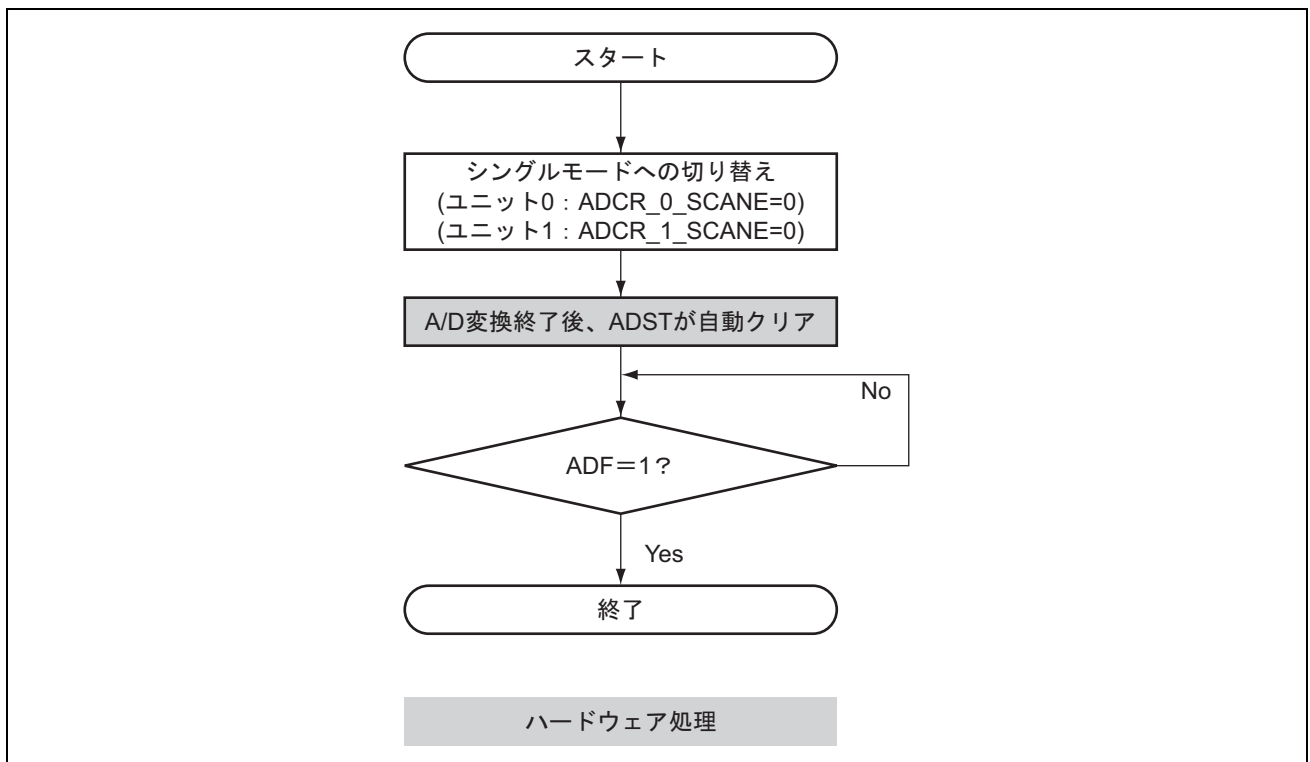 スタート
シングルモードへの切り替え
(ユニット0：ADCR_0_SCANE=0)
(ユニット1：ADCR_1_SCANE=0)
A/D変換終了後、ADSTが自動クリア
No
ADF＝1？
Yes
終了
ハードウェア処理